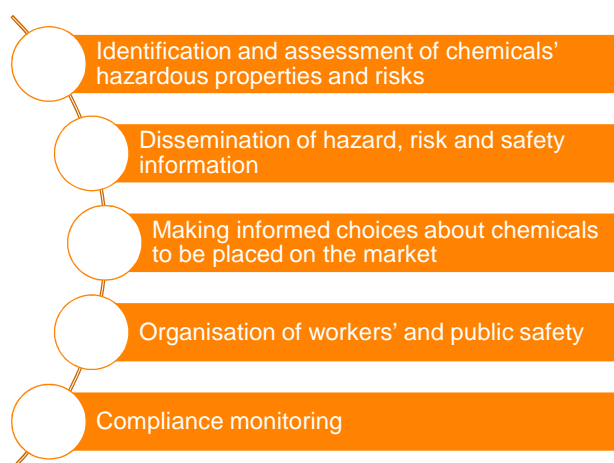 Identification and assessment of chemicals’
hazardous properties and risks
Dissemination of hazard, risk and safety
information
Making informed choices about chemicals
to be placed on the market
Organisation of workers’ and public safety
Compliance monitoring